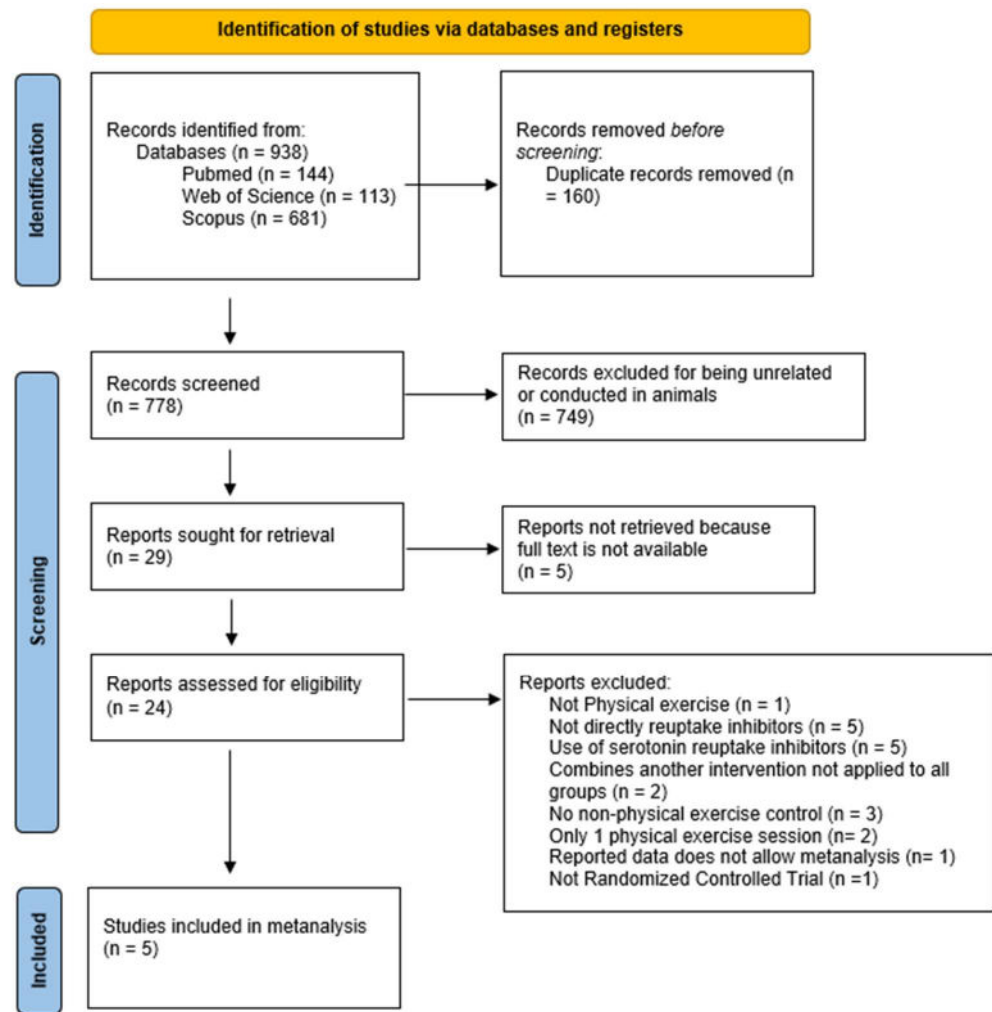 Identification of studies via databases and registers
Identification
Records identified from:
Databases (n = 938)
Pubmed (n = 144)
Web of Science (n = 113)
Scopus (n = 681)
Records removed before
screening:
Duplicate records removed (n
= 160)
Screening
Records screened
(n = 778)
Records excluded for being unrelated
or conducted in animals
(n = 749)
Reports sought for retrieval
(n = 29)
Reports not retrieved because
full text is not available
(n = 5)
Reports assessed for eligibility
(n = 24)
Reports excluded:
Not Physical exercise (n = 1)
Not directly reuptake inhibitors (n = 5)
Use of serotonin reuptake inhibitors (n = 5)
Combines another intervention not applied to all
groups (n = 2)
No non-physical exercise control (n = 3)
Only 1 physical exercise session (n= 2)
Reported data does not allow metanalysis (n= 1)
Not Randomized Controlled Trial (n =1)
Included
Studies included in metanalysis
(n = 5)